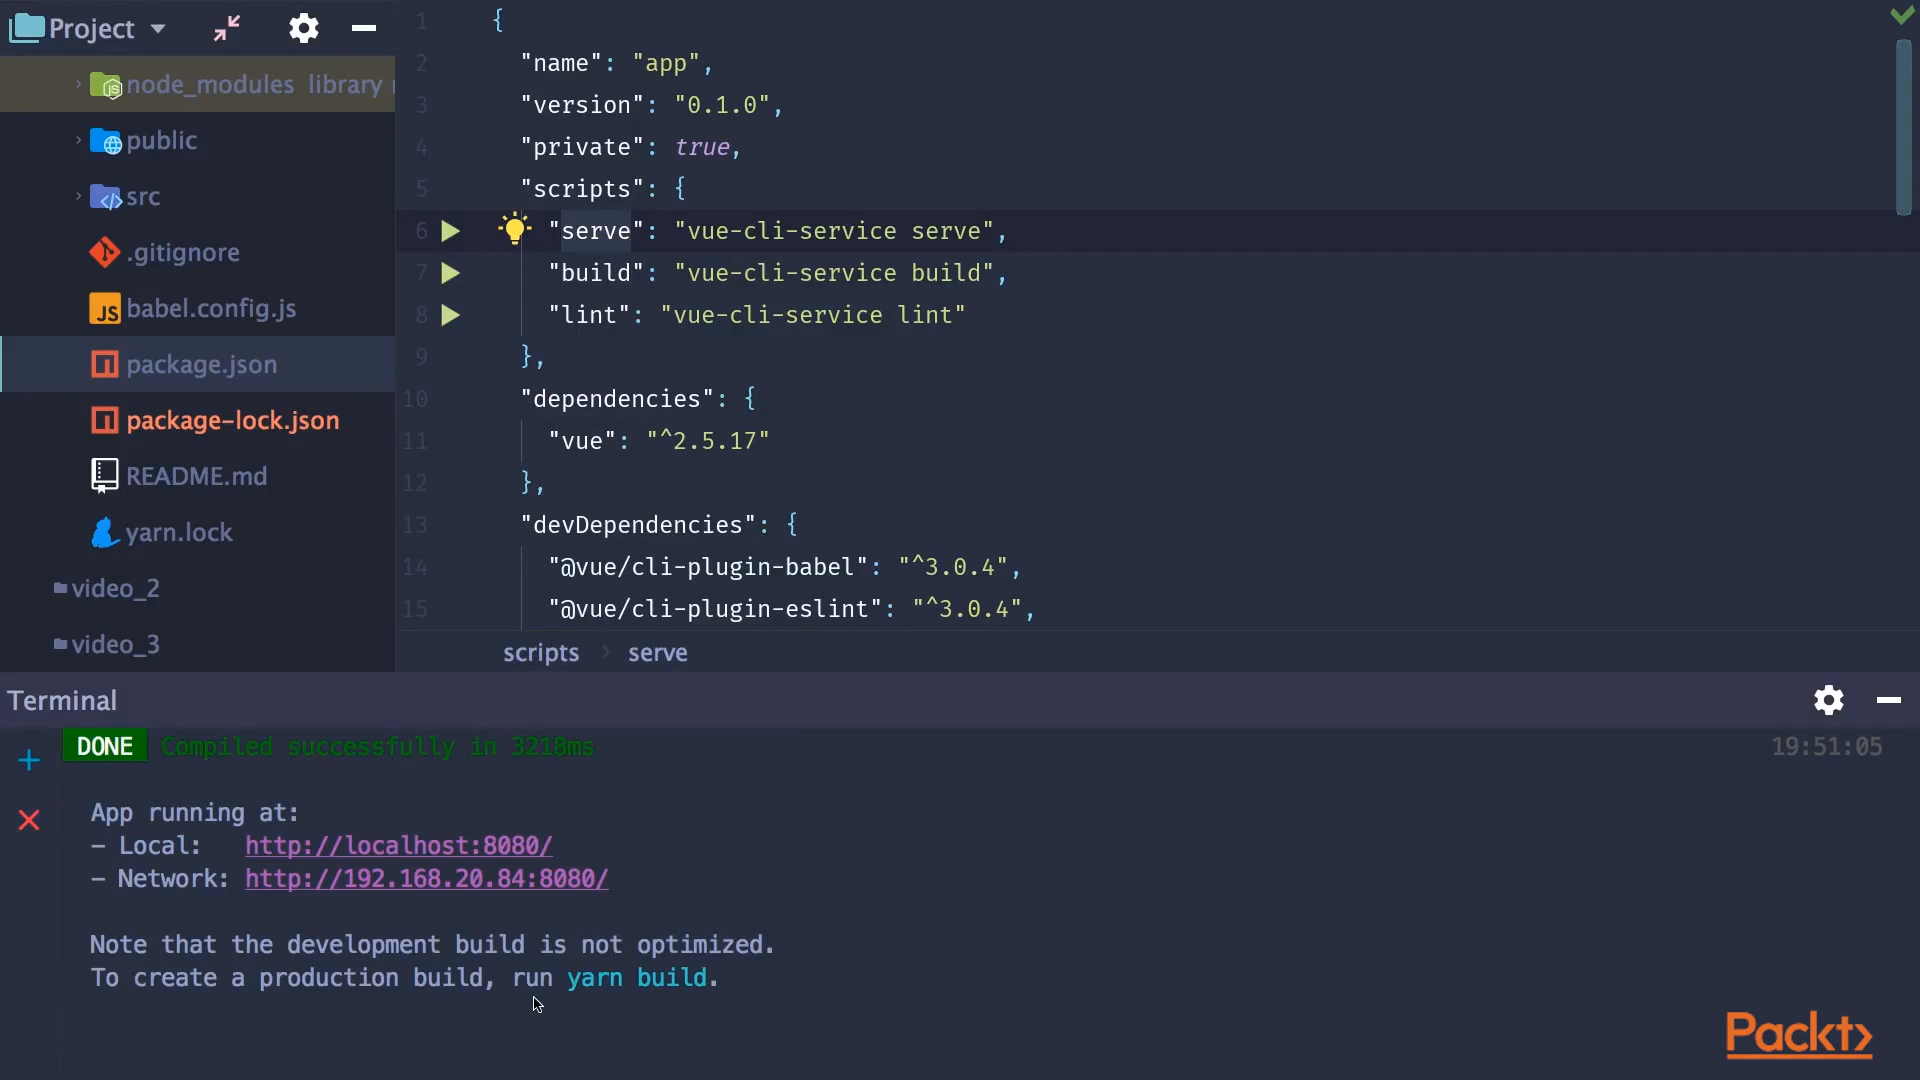 Project
node_modules library
public
src
.gitignore
babel.config.js
package.json
package-lock.json
README.md
yarn.lock
video_2
video_3
1 {
2 "name": "app",
3 "version": "0.1.0",
4 "private": true,
5 "scripts": {
6 "serve": "vue-cli-service serve",
7 "build": "vue-cli-service build",
8 "lint": "vue-cli-service lint"
9 },
10 "dependencies": {
11 "vue": "^2.5.17"
12 },
13 "devDependencies": {
14 "@vue/cli-plugin-babel": "^3.0.4",
15 "@vue/cli-plugin-eslint": "^3.0.4",
scripts > serve
Terminal
DONE Compiled successfully in 3218ms 19:51:05
App running at:
- Local: http://localhost:8080/
- Network: http://192.168.20.84:8080/
Note that the development build is not optimized.
To create a production build, run yarn build.
Packt>